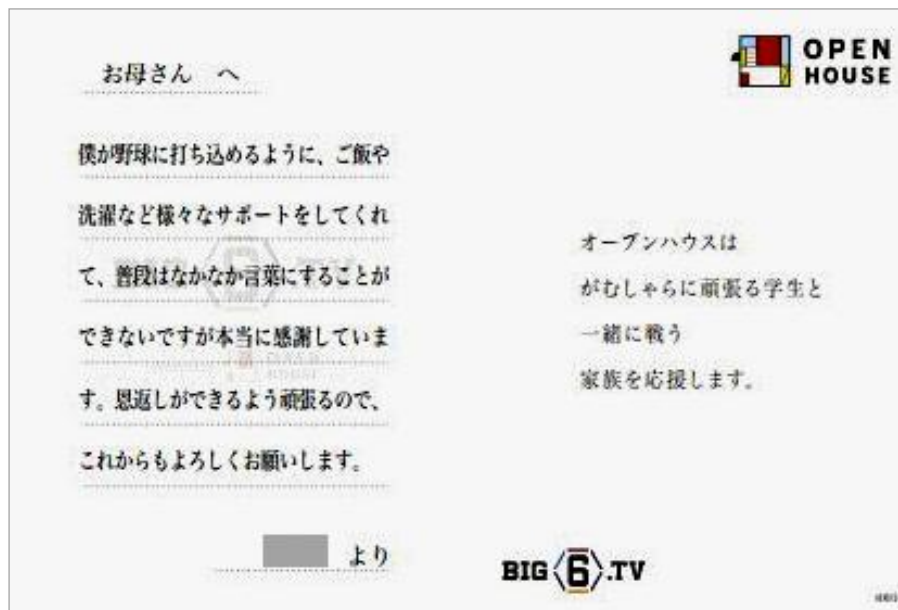 お母さん へ
僕が野球に打ち込めるように、ご飯や
洗濯など様々なサポートをしてくれ
て、普段はなかなか言葉にすることが
できないですが本当に感謝していま
す。恩返しができるよう頑張るので、
これからもよろしくお願いします。
より
OPEN
HOUSE
オープンハウスは
がむしゃらに頑張る学生と
一緒に戦う
家族を応援します。
BIG 6 .TV